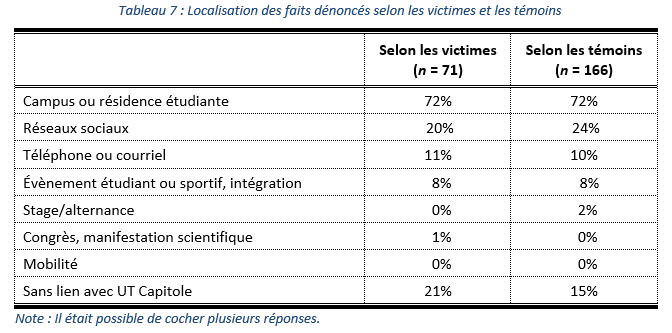 Tableau 7 : Localisation des faits dénoncés selon les victimes et les témoins
Selon les victimes Selon les témoins
(n = 71) (n = 166)
Campus ou résidence étudiante 72% 72%
Réseaux sociaux 20% 24%
Téléphone ou courriel 11% 10%
Évènement étudiant ou sportif, intégration 8% 8%
Stage/alternance 0% 2%
Congrès, manifestation scientifique 1% 0%
Mobilité 0% 0%
Sans lien avec UT Capitole 21% 15%
Note : Il était possible de cocher plusieurs réponses.